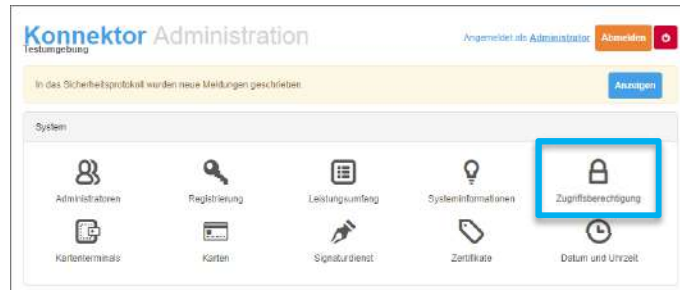 Konnektor Administration
Testumgebung
Angemeldet als Administrator
Abmelden
In das Sicherheitsprotokoll wurden neue Meldungen geschrieben.
Anzeigen
System
Administratoren
Registrierung
Leistungsumfang
Systeminformationen
Zugriffsberechtigung
Kartenterminals
Karten
Signaturdienst
Zertifikate
Datum und Uhrzeit